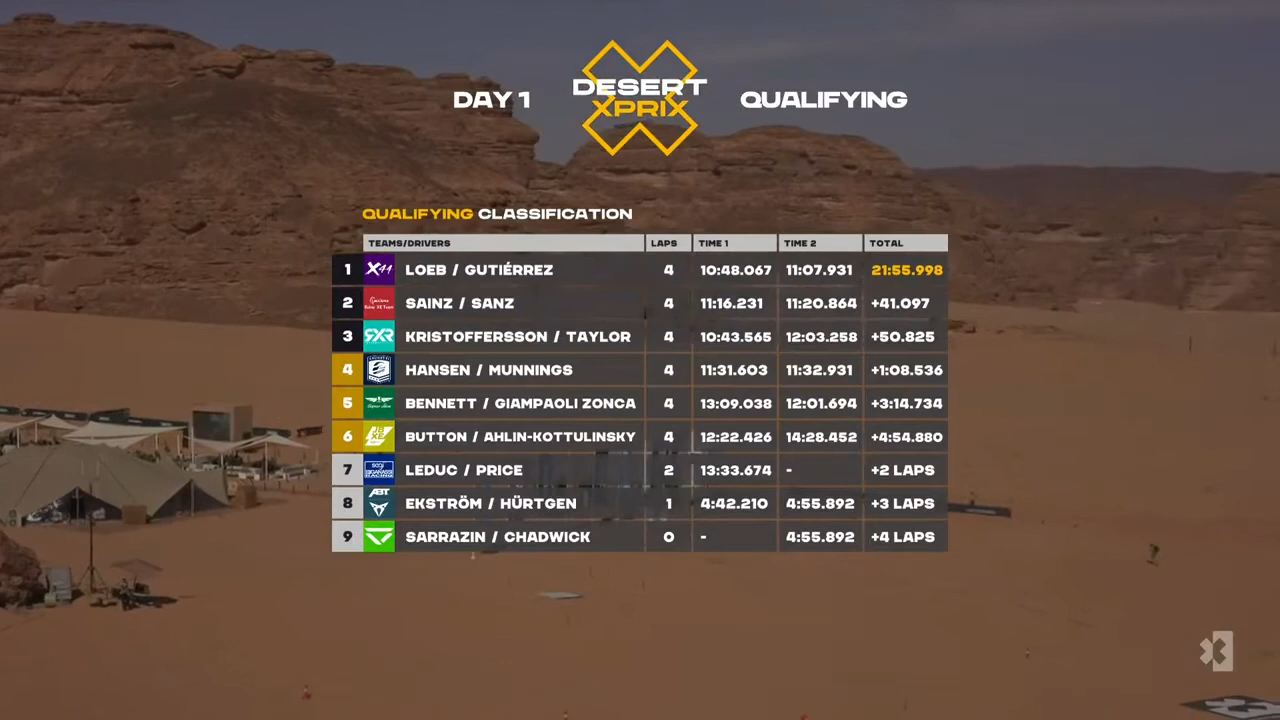 DAY 1
DESERT
XPRIX
QUALIFYING
QUALIFYING CLASSIFICATION
TEAMS/DRIVERS LAPS TIME 1 TIME 2 TOTAL
1 X44 LOEB / GUTIÉRREZ 4 10:48.067 11:07.931 21:55.998
2 SAINZ / SANZ 4 11:16.231 11:20.864 +41.097
3 RXR KRISTOFFERSSON / TAYLOR 4 10:43.565 12:03.258 +50.825
4 HANSEN / MUNNINGS 4 11:31.603 11:32.931 +1:08.536
5 BENNETT / GIAMPAOLI ZONCA 4 13:09.038 12:01.694 +3:14.734
6 BUTTON / AHLIN-KOTTULINSKY 4 12:22.426 14:28.452 +4:54.880
7 LEDUC / PRICE 2 13:33.674 - +2 LAPS
8 ABT EKSTRÖM / HÜRTGEN 1 4:42.210 4:55.892 +3 LAPS
9 SARRAZIN / CHADWICK 0 - 4:55.892 +4 LAPS